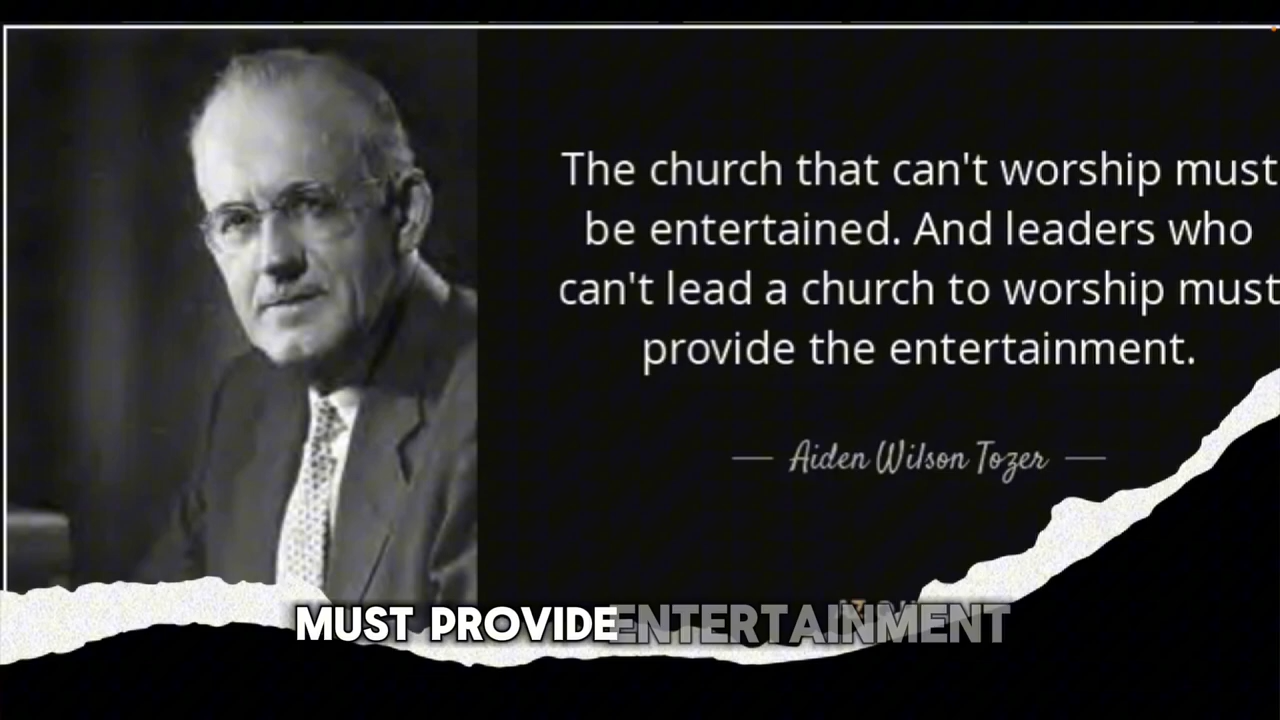 The church that can't worship must
be entertained. And leaders who
can't lead a church to worship must
provide the entertainment.
Aiden Wilson Tozer
MUST PROVIDE ENTERTAINMENT